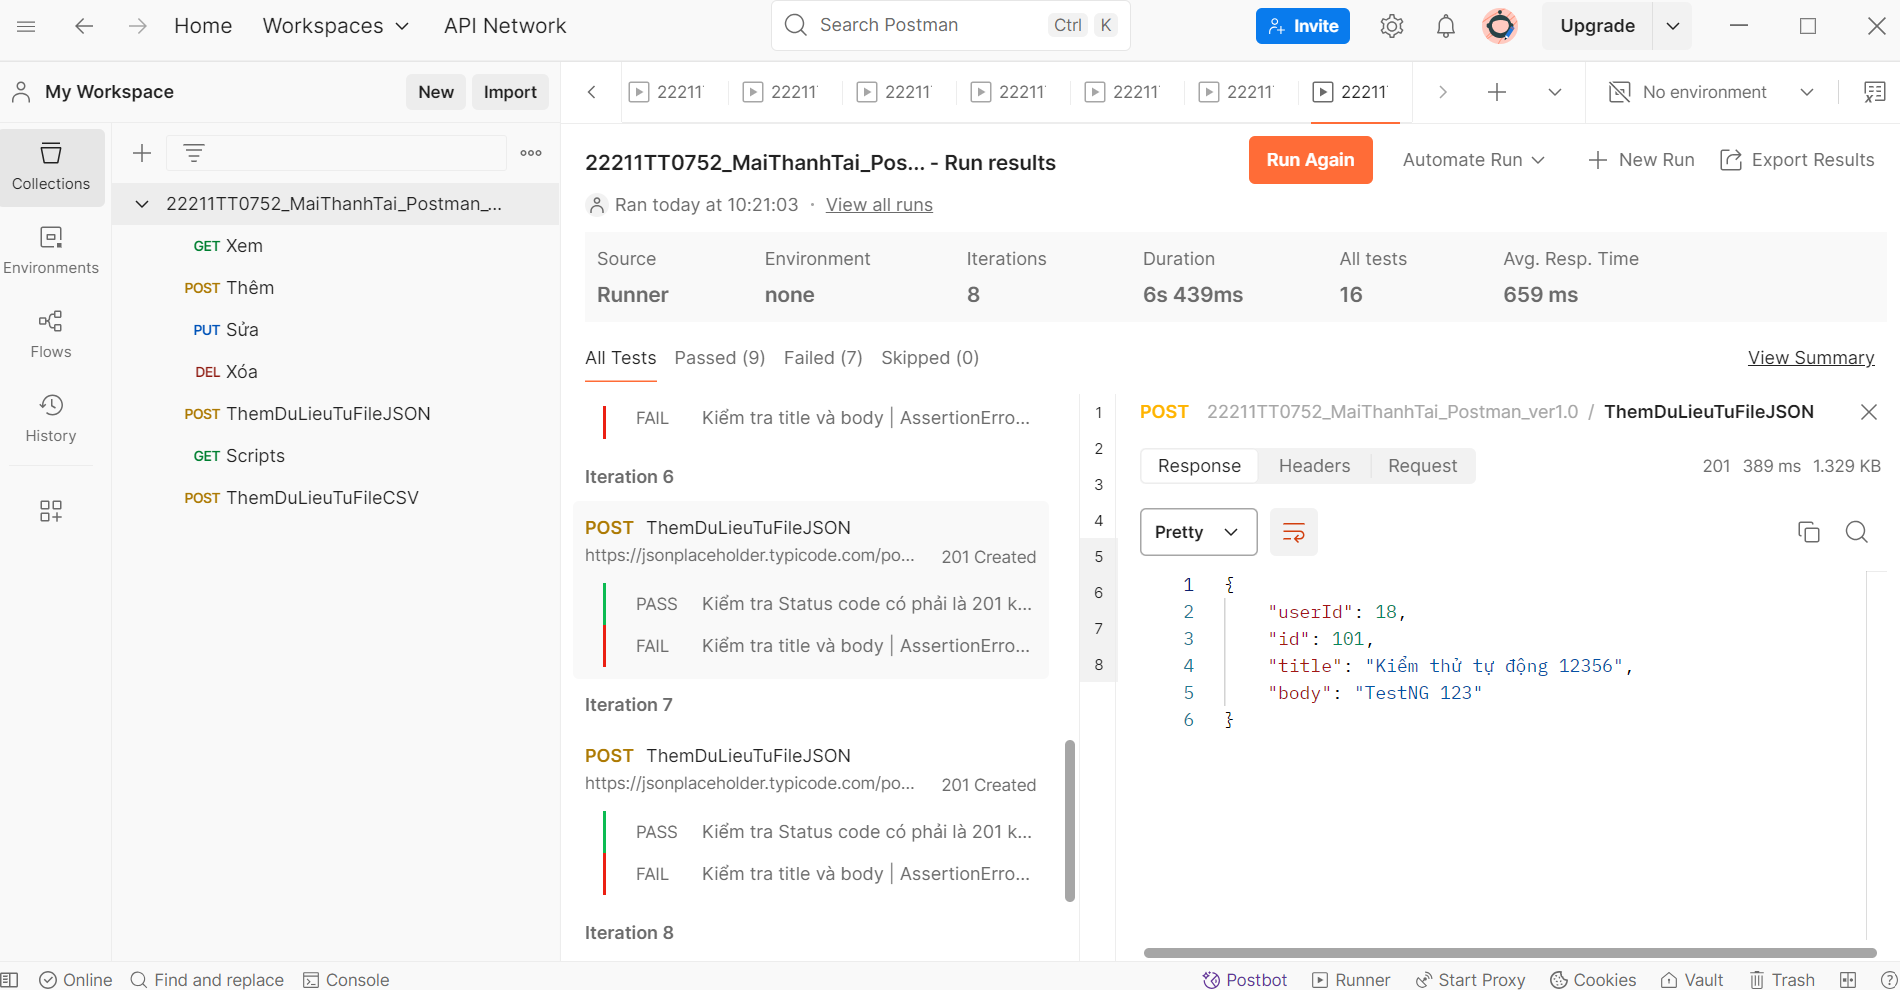 Home Workspaces API Network Search Postman Ctrl K Invite Upgrade
My Workspace New Import
22211 22211 22211 22211 22211 22211 22211 No environment
Collections
Environments
Flows
History
22211TT0752_MaiThanhTai_Postman_...
GET Xem
POST Thêm
PUT Sửa
DEL Xóa
POST ThemDuLieuTuFileJSON
GET Scripts
POST ThemDuLieuTuFileCSV
22211TT0752_MaiThanhTai_Pos... - Run results
Run Again Automate Run New Run Export Results
Ran today at 10:21:03 · View all runs
Source Environment Iterations Duration All tests Avg. Resp. Time
Runner none 8 6s 439ms 16 659 ms
All Tests Passed (9) Failed (7) Skipped (0) View Summary
FAIL Kiểm tra title và body | AssertionErro...
Iteration 6
POST ThemDuLieuTuFileJSON
https://jsonplaceholder.typicode.com/po... 201 Created
PASS Kiểm tra Status code có phải là 201 k...
FAIL Kiểm tra title và body | AssertionErro...
Iteration 7
POST ThemDuLieuTuFileJSON
https://jsonplaceholder.typicode.com/po... 201 Created
PASS Kiểm tra Status code có phải là 201 k...
FAIL Kiểm tra title và body | AssertionErro...
Iteration 8
1
2
3
4
5
6
7
8
POST 22211TT0752_MaiThanhTai_Postman_ver1.0 / ThemDuLieuTuFileJSON
Response Headers Request 201 389 ms 1.329 KB
Pretty
1 {
2 "userId": 18,
3 "id": 101,
4 "title": "Kiểm thử tự động 12356",
5 "body": "TestNG 123"
6 }
Online Find and replace Console Postbot Runner Start Proxy Cookies Vault Trash